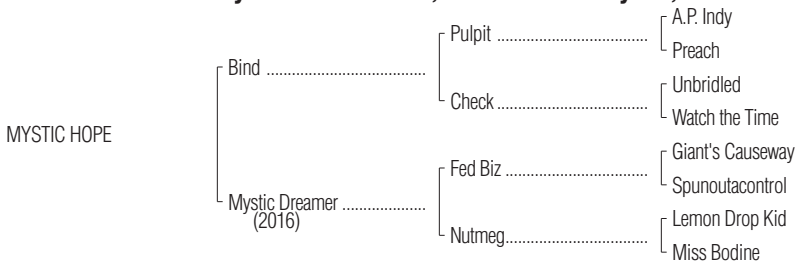 A.P. Indy
Pulpit
Preach
Bind
Unbridled
Check
Watch the Time
MYSTIC HOPE
Giant's Causeway
Fed Biz
Spunoutacontrol
Mystic Dreamer
(2016)
Lemon Drop Kid
Nutmeg
Miss Bodine